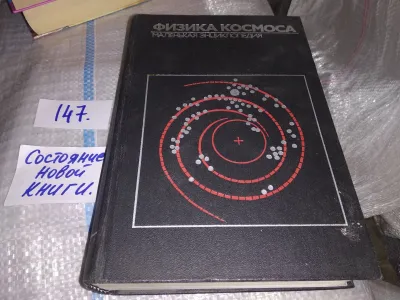 ФИЗИКА КОСМОСА
МАЛЕНЬКАЯ ЭНЦИКЛОПЕДИЯ
147.
Состояние
новой
книги.